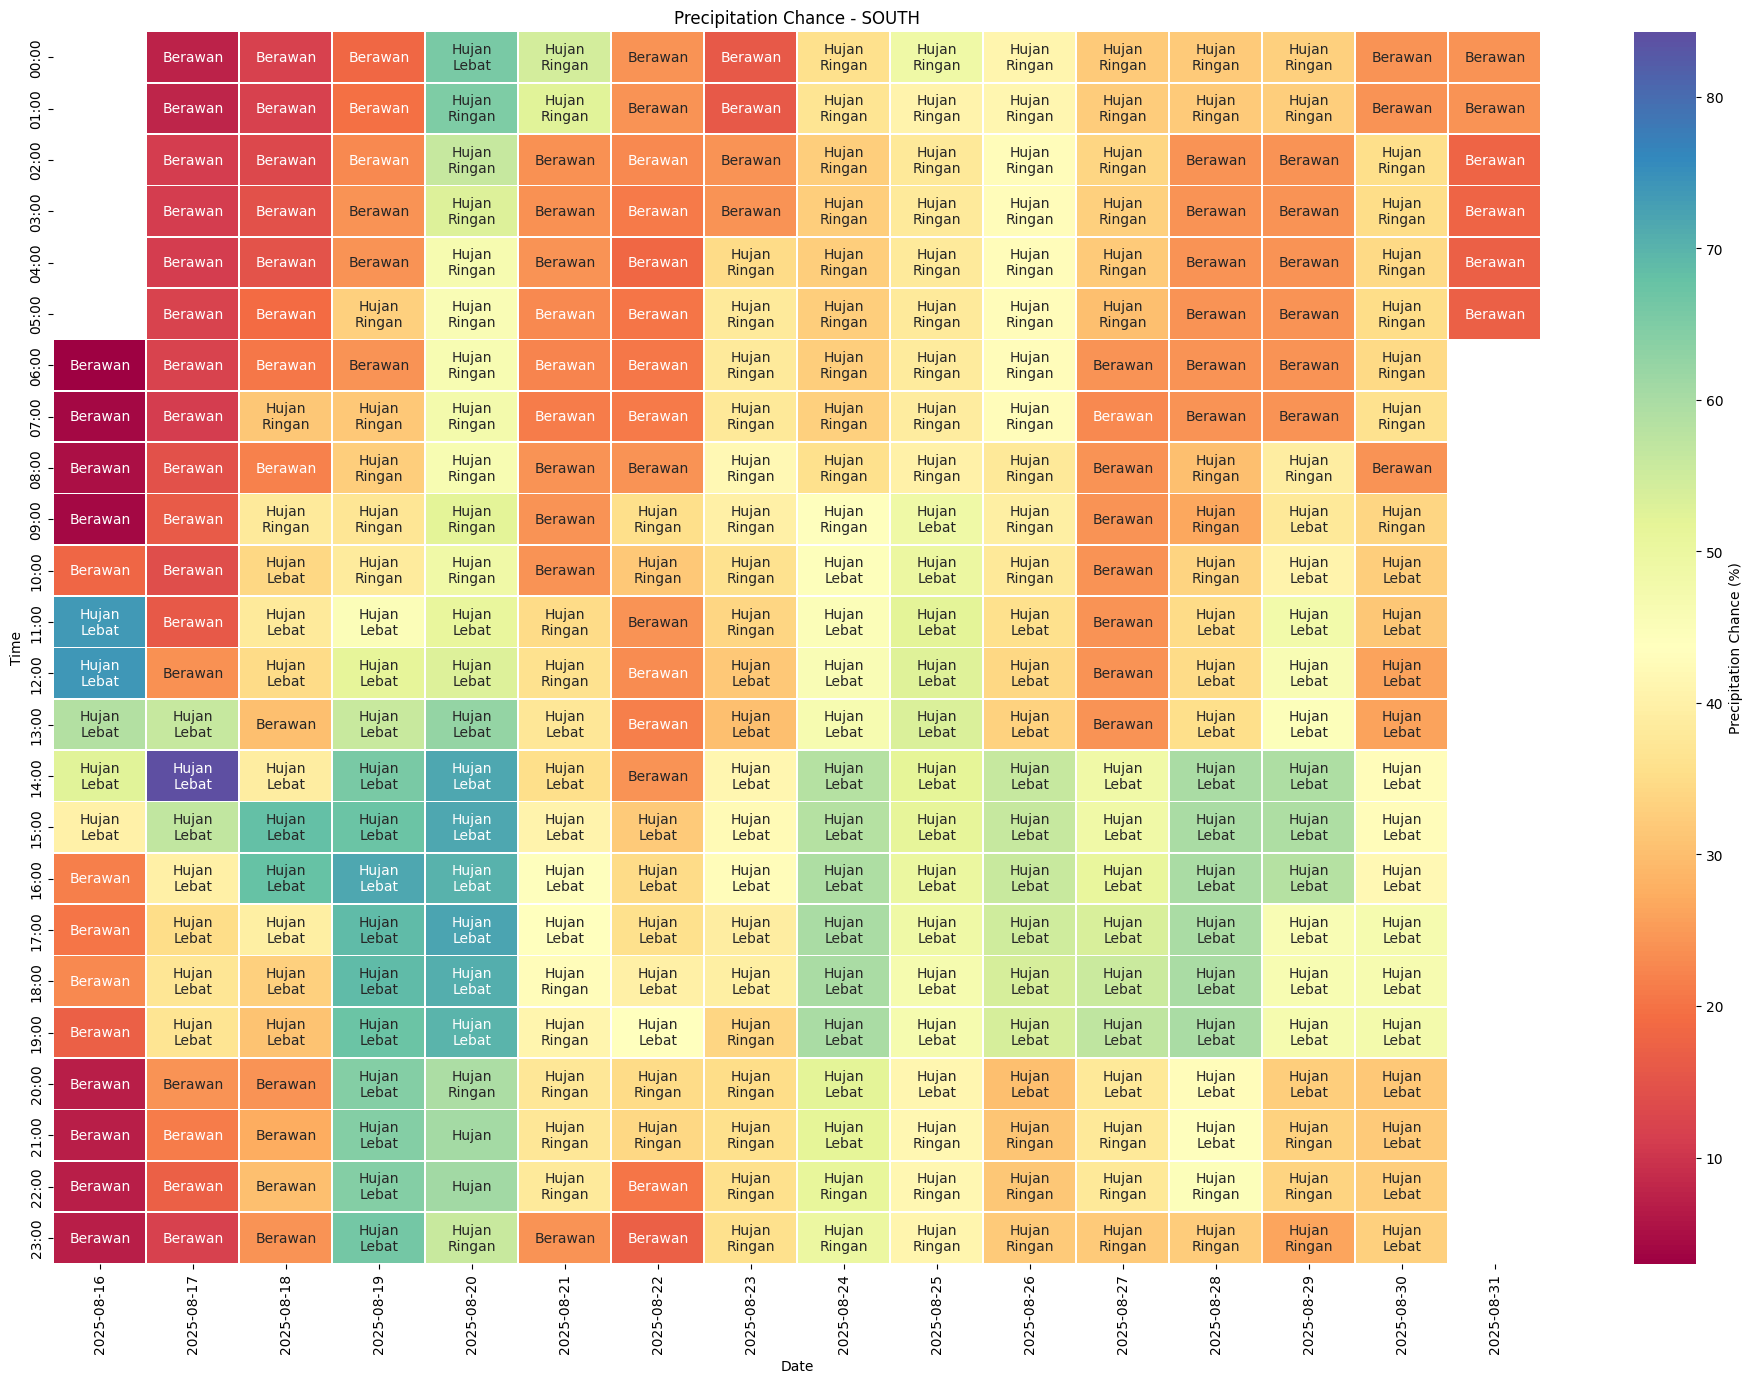 Precipitation Chance - SOUTH
00:00 Berawan Berawan Berawan Hujan Lebat Hujan Ringan Berawan Berawan Hujan Ringan Hujan Ringan Hujan Ringan Hujan Ringan Hujan Ringan Hujan Ringan Berawan Berawan
01:00 Berawan Berawan Berawan Hujan Ringan Hujan Ringan Berawan Berawan Hujan Ringan Hujan Ringan Hujan Ringan Hujan Ringan Hujan Ringan Hujan Ringan Berawan Berawan
02:00 Berawan Berawan Berawan Hujan Ringan Berawan Berawan Berawan Hujan Ringan Hujan Ringan Hujan Ringan Hujan Ringan Berawan Berawan Hujan Ringan Berawan
03:00 Berawan Berawan Berawan Hujan Ringan Berawan Berawan Berawan Hujan Ringan Hujan Ringan Hujan Ringan Hujan Ringan Berawan Berawan Hujan Ringan Berawan
04:00 Berawan Berawan Berawan Hujan Ringan Berawan Berawan Hujan Ringan Hujan Ringan Hujan Ringan Hujan Ringan Hujan Ringan Berawan Berawan Hujan Ringan Berawan
05:00 Berawan Berawan Hujan Ringan Hujan Ringan Berawan Berawan Hujan Ringan Hujan Ringan Hujan Ringan Hujan Ringan Hujan Ringan Berawan Berawan Hujan Ringan Berawan
06:00 Berawan Berawan Berawan Berawan Hujan Ringan Berawan Berawan Hujan Ringan Hujan Ringan Hujan Ringan Hujan Ringan Berawan Berawan Berawan Hujan Ringan
07:00 Berawan Berawan Hujan Ringan Hujan Ringan Hujan Ringan Berawan Berawan Hujan Ringan Hujan Ringan Hujan Ringan Hujan Ringan Berawan Berawan Berawan Hujan Ringan
08:00 Berawan Berawan Berawan Hujan Ringan Hujan Ringan Berawan Berawan Hujan Ringan Hujan Ringan Hujan Ringan Hujan Ringan Berawan Hujan Ringan Hujan Ringan Berawan
09:00 Berawan Berawan Hujan Ringan Hujan Ringan Hujan Ringan Berawan Hujan Ringan Hujan Ringan Hujan Ringan Hujan Lebat Hujan Ringan Berawan Hujan Ringan Hujan Lebat Hujan Ringan
10:00 Berawan Berawan Hujan Lebat Hujan Ringan Hujan Ringan Berawan Hujan Ringan Hujan Ringan Hujan Lebat Hujan Lebat Hujan Ringan Berawan Hujan Ringan Hujan Lebat Hujan Lebat
11:00 Hujan Lebat Berawan Hujan Lebat Hujan Lebat Hujan Lebat Hujan Ringan Berawan Hujan Ringan Hujan Lebat Hujan Lebat Hujan Lebat Berawan Hujan Lebat Hujan Lebat Hujan Lebat
12:00 Hujan Lebat Berawan Hujan Lebat Hujan Lebat Hujan Lebat Hujan Ringan Berawan Hujan Lebat Hujan Lebat Hujan Lebat Hujan Lebat Berawan Hujan Lebat Hujan Lebat Hujan Lebat
13:00 Hujan Lebat Hujan Lebat Berawan Hujan Lebat Hujan Lebat Hujan Lebat Berawan Hujan Lebat Hujan Lebat Hujan Lebat Hujan Lebat Berawan Hujan Lebat Hujan Lebat Hujan Lebat
14:00 Hujan Lebat Hujan Lebat Hujan Lebat Hujan Lebat Hujan Lebat Hujan Lebat Berawan Hujan Lebat Hujan Lebat Hujan Lebat Hujan Lebat Hujan Lebat Hujan Lebat Hujan Lebat Hujan Lebat
15:00 Hujan Lebat Hujan Lebat Hujan Lebat Hujan Lebat Hujan Lebat Hujan Lebat Hujan Lebat Hujan Lebat Hujan Lebat Hujan Lebat Hujan Lebat Hujan Lebat Hujan Lebat Hujan Lebat Hujan Lebat
16:00 Berawan Hujan Lebat Hujan Lebat Hujan Lebat Hujan Lebat Hujan Lebat Hujan Lebat Hujan Lebat Hujan Lebat Hujan Lebat Hujan Lebat Hujan Lebat Hujan Lebat Hujan Lebat Hujan Lebat
17:00 Berawan Hujan Lebat Hujan Lebat Hujan Lebat Hujan Lebat Hujan Lebat Hujan Lebat Hujan Lebat Hujan Lebat Hujan Lebat Hujan Lebat Hujan Lebat Hujan Lebat Hujan Lebat Hujan Lebat
18:00 Berawan Hujan Lebat Hujan Lebat Hujan Lebat Hujan Lebat Hujan Ringan Hujan Lebat Hujan Lebat Hujan Lebat Hujan Lebat Hujan Lebat Hujan Lebat Hujan Lebat Hujan Lebat Hujan Lebat
19:00 Berawan Hujan Lebat Hujan Lebat Hujan Lebat Hujan Lebat Hujan Ringan Hujan Lebat Hujan Ringan Hujan Lebat Hujan Lebat Hujan Lebat Hujan Lebat Hujan Lebat Hujan Lebat Hujan Lebat
20:00 Berawan Berawan Berawan Hujan Lebat Hujan Ringan Hujan Ringan Hujan Ringan Hujan Ringan Hujan Lebat Hujan Lebat Hujan Lebat Hujan Lebat Hujan Lebat Hujan Lebat Hujan Lebat
21:00 Berawan Berawan Berawan Hujan Lebat Hujan Hujan Ringan Hujan Ringan Hujan Ringan Hujan Lebat Hujan Ringan Hujan Ringan Hujan Ringan Hujan Lebat Hujan Ringan Hujan Lebat
22:00 Berawan Berawan Berawan Hujan Lebat Hujan Hujan Ringan Berawan Hujan Ringan Hujan Ringan Hujan Ringan Hujan Ringan Hujan Ringan Hujan Ringan Hujan Ringan Hujan Lebat
23:00 Berawan Berawan Berawan Hujan Lebat Hujan Ringan Berawan Berawan Hujan Ringan Hujan Ringan Hujan Ringan Hujan Ringan Hujan Ringan Hujan Ringan Hujan Ringan Hujan Lebat
Time
2025-08-16 2025-08-17 2025-08-18 2025-08-19 2025-08-20 2025-08-21 2025-08-22 2025-08-23 2025-08-24 2025-08-25 2025-08-26 2025-08-27 2025-08-28 2025-08-29 2025-08-30 2025-08-31
Date
80
70
60
50
40
30
20
10
Precipitation Chance (%)